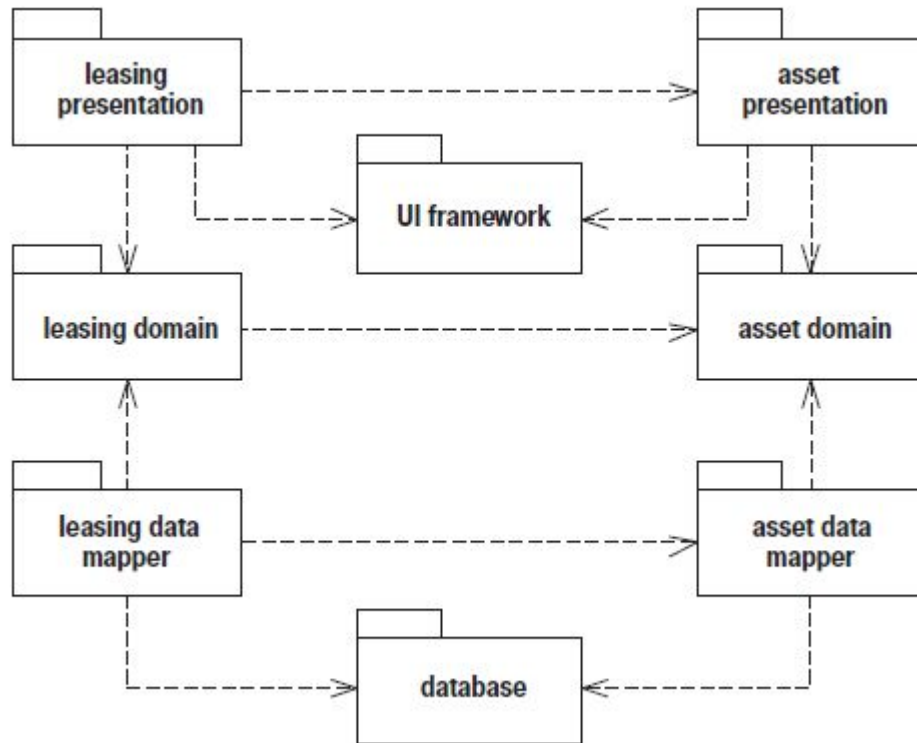 leasing
presentation
asset
presentation
UI framework
leasing domain
asset domain
leasing data
mapper
asset data
mapper
database